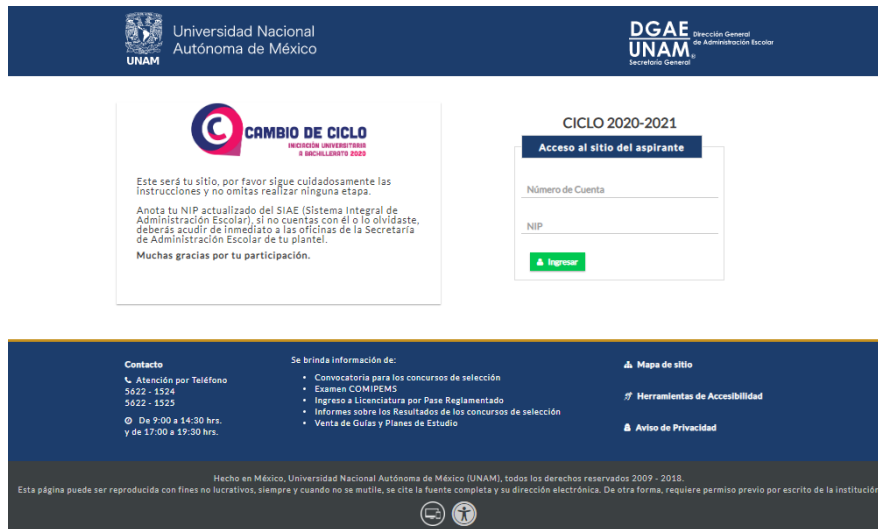 UNAM
Universidad Nacional
Autónoma de México
DGAE
UNAM
Secretaría General
Dirección General
de Administración Escolar
C
CAMBIO DE CICLO
INICIACIÓN UNIVERSITARIA
A BACHILLERATO 2020
Este será tu sitio, por favor sigue cuidadosamente las
instrucciones y no omitas realizar ninguna etapa.
Anota tu NIP actualizado del SIAE (Sistema Integral de
Administración Escolar), si no cuentas con él o lo olvidaste,
deberás acudir de inmediato a las oficinas de la Secretaría
de Administración Escolar de tu plantel.
Muchas gracias por tu participación.
CICLO 2020-2021
Acceso al sitio del aspirante
Número de Cuenta
NIP
Ingresar
Contacto
Atención por Teléfono
5622 - 1524
5622 - 1525
De 9:00 a 14:30 hrs.
y de 17:00 a 19:30 hrs.
Se brinda información de:
• Convocatoria para los concursos de selección
• Examen COMIPEMS
• Ingreso a Licenciatura por Pase Reglamentado
• Informes sobre los Resultados de los concursos de selección
• Venta de Guías y Planes de Estudio
Mapa de sitio
Herramientas de Accesibilidad
Aviso de Privacidad
Hecho en México, Universidad Nacional Autónoma de México (UNAM), todos los derechos reservados 2009 - 2018.
Esta página puede ser reproducida con fines no lucrativos, siempre y cuando no se mutile, se cite la fuente completa y su dirección electrónica. De otra forma, requiere permiso previo por escrito de la institución